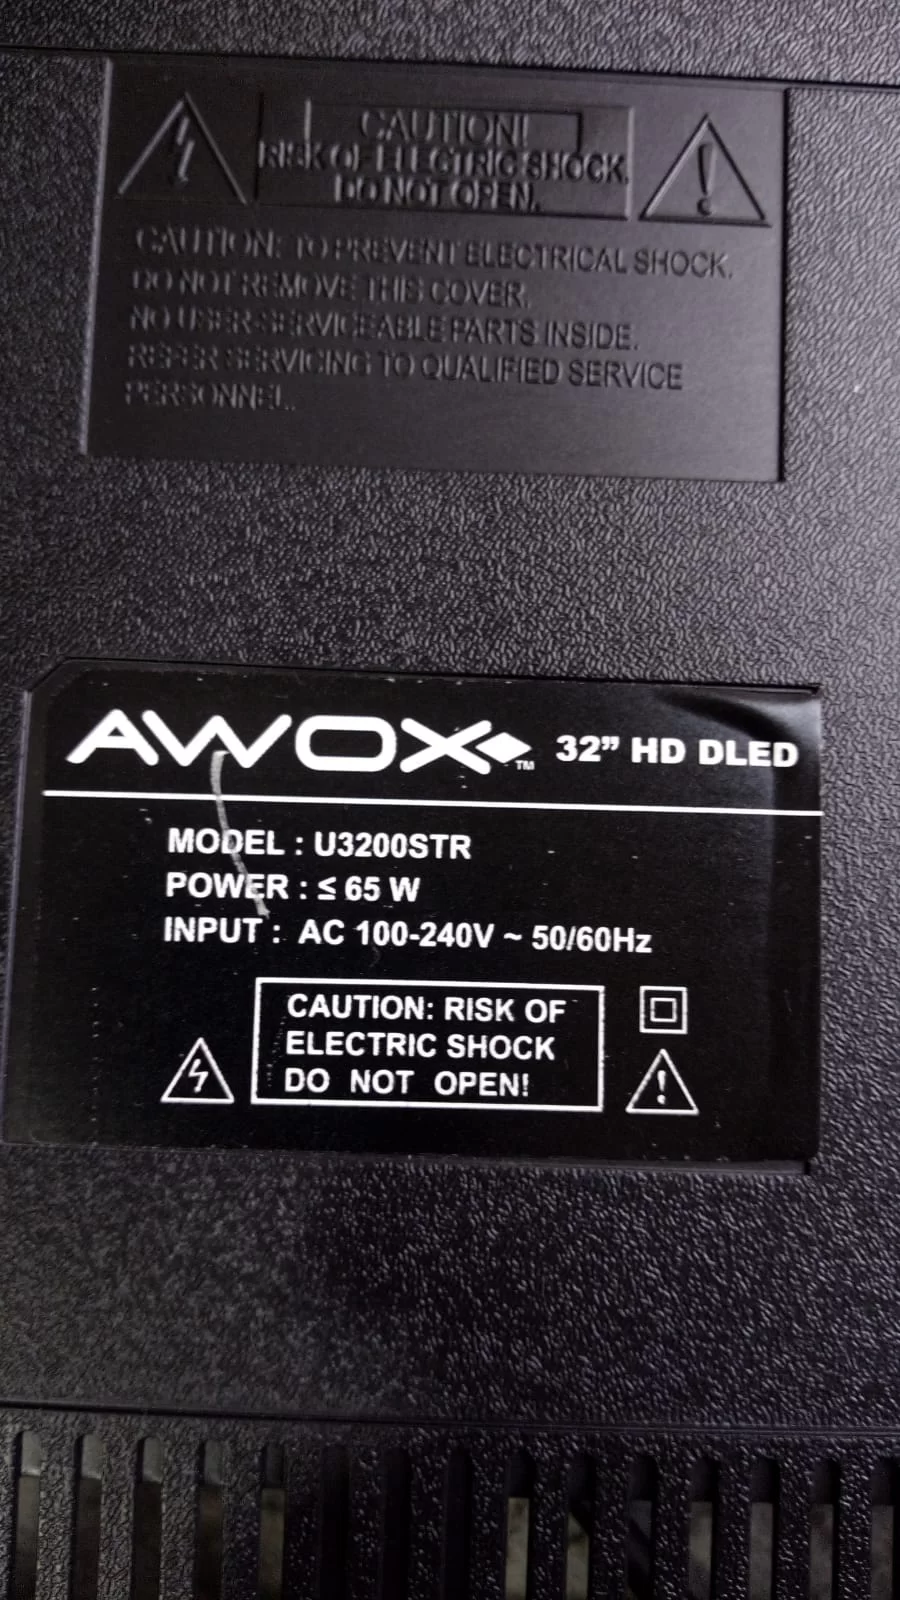 CAUTION!
RISK OF ELECTRIC SHOCK.
DO NOT OPEN.
CAUTION: TO PREVENT ELECTRICAL SHOCK.
DO NOT REMOVE THIS COVER.
NO USER-SERVICEABLE PARTS INSIDE.
REFER SERVICING TO QUALIFIED SERVICE
PERSONNEL.
AWOX™ 32” HD DLED
MODEL : U3200STR
POWER : ≤ 65 W
INPUT : AC 100-240V ~ 50/60Hz
CAUTION: RISK OF
ELECTRIC SHOCK
DO NOT OPEN!